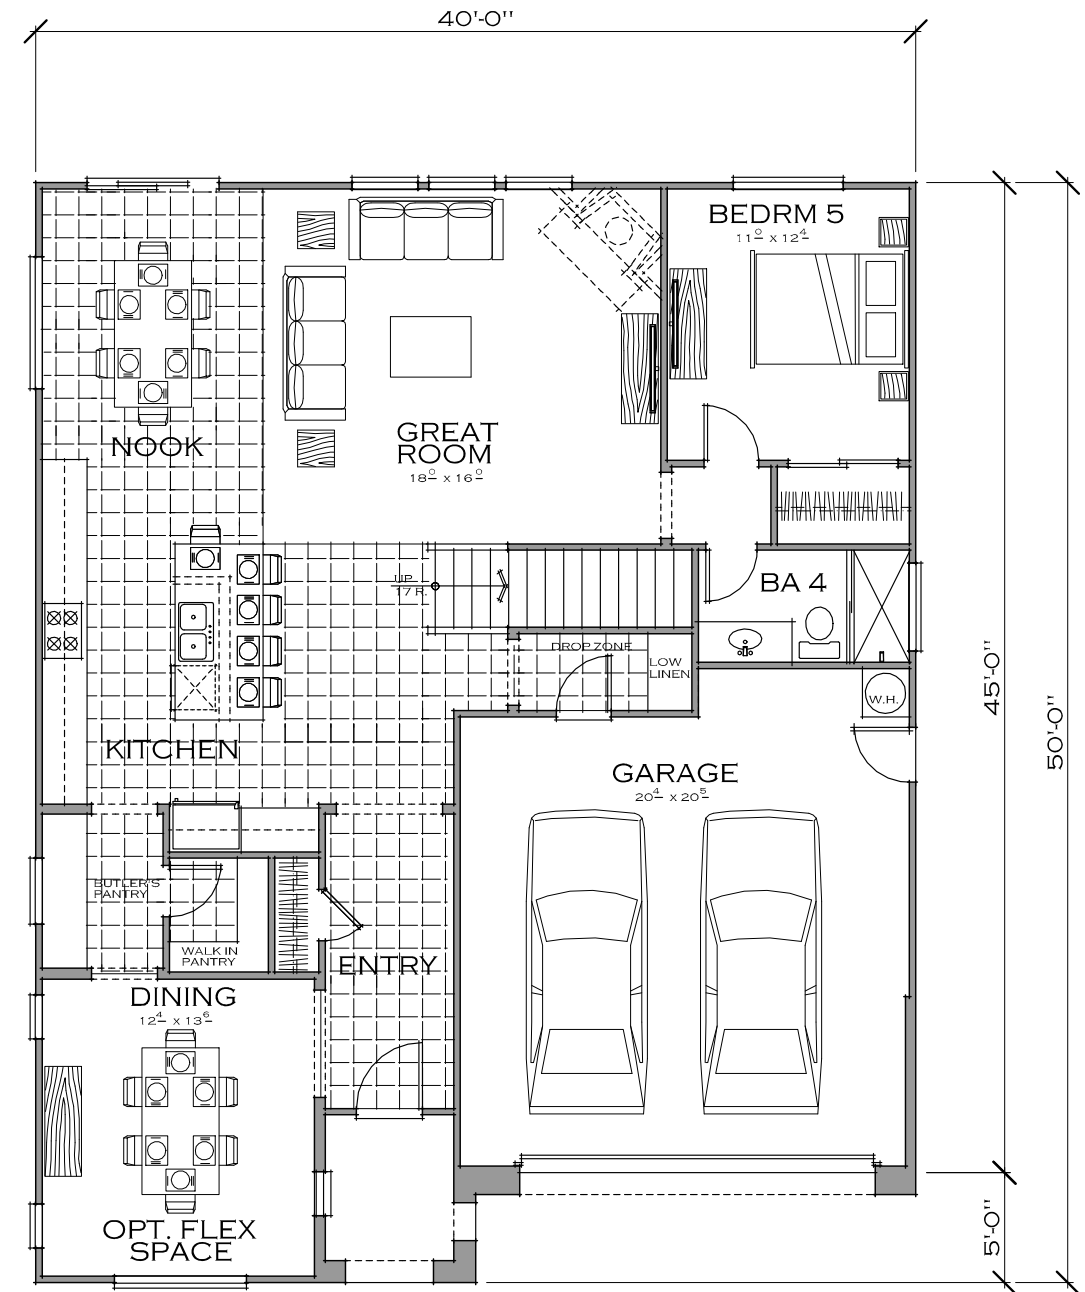 40'-0"
BEDRM 5
11⁰ x 12⁴
NOOK
GREAT
ROOM
18⁰ x 16⁰
UP
17 R.
BA 4
DROP ZONE
LOW
LINEN
W.H.
45'-0"
50'-0"
KITCHEN
GARAGE
20⁴ x 20⁵
BUTLER'S
PANTRY
WALK IN
PANTRY
ENTRY
DINING
12⁴ x 13⁶
OPT. FLEX
SPACE
5'-0"